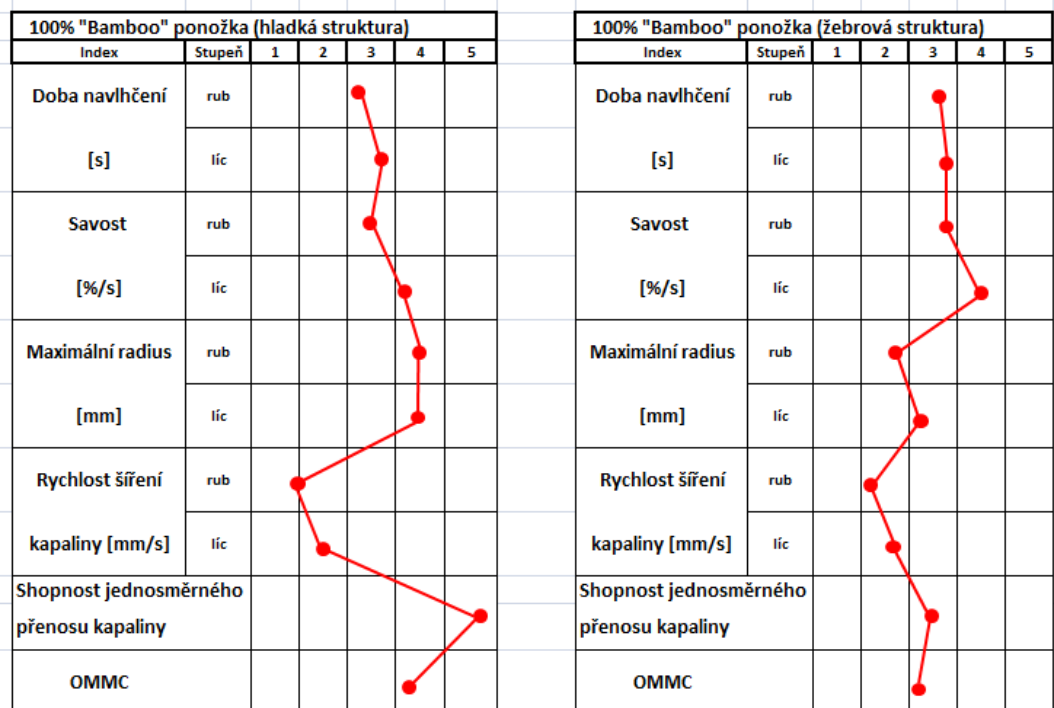 100% "Bamboo" ponožka (hladká struktura)
Index Stupeň 1 2 3 4 5
Doba navlhčení rub
[s] líc
Savost rub
[%/s] líc
Maximální radius rub
[mm] líc
Rychlost šíření rub
kapaliny [mm/s] líc
Shopnost jednosměrného
přenosu kapaliny
OMMC
100% "Bamboo" ponožka (žebrová struktura)
Index Stupeň 1 2 3 4 5
Doba navlhčení rub
[s] líc
Savost rub
[%/s] líc
Maximální radius rub
[mm] líc
Rychlost šíření rub
kapaliny [mm/s] líc
Shopnost jednosměrného
přenosu kapaliny
OMMC